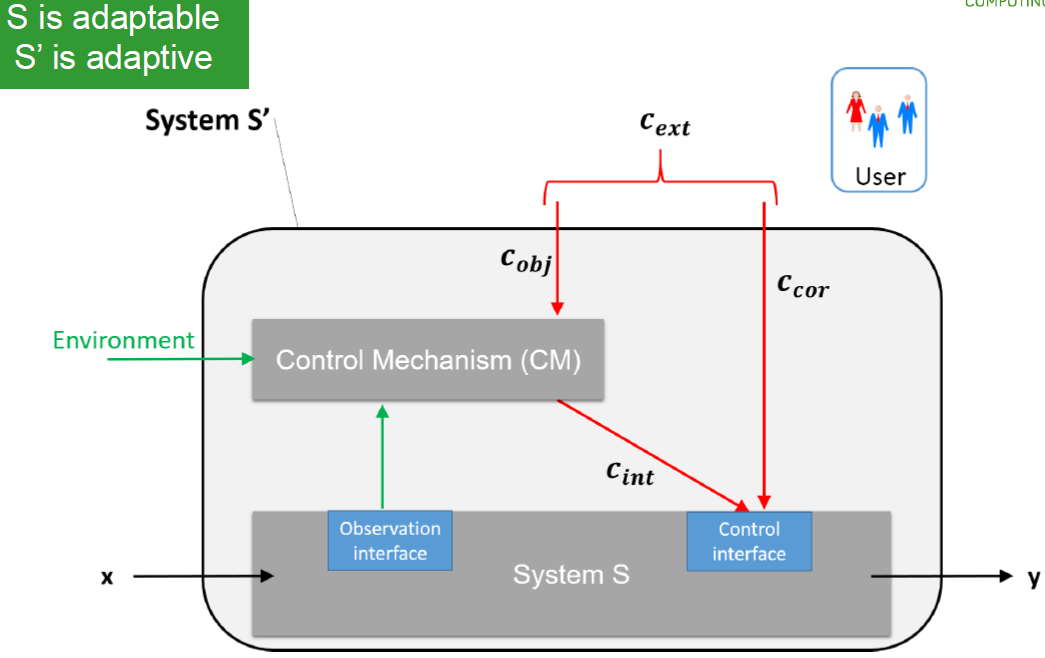 COMPUTING
S is adaptable
S’ is adaptive
System S’
c_ext
User
c_obj
c_cor
Environment
Control Mechanism (CM)
c_int
Observation
interface
Control
interface
x
System S
y